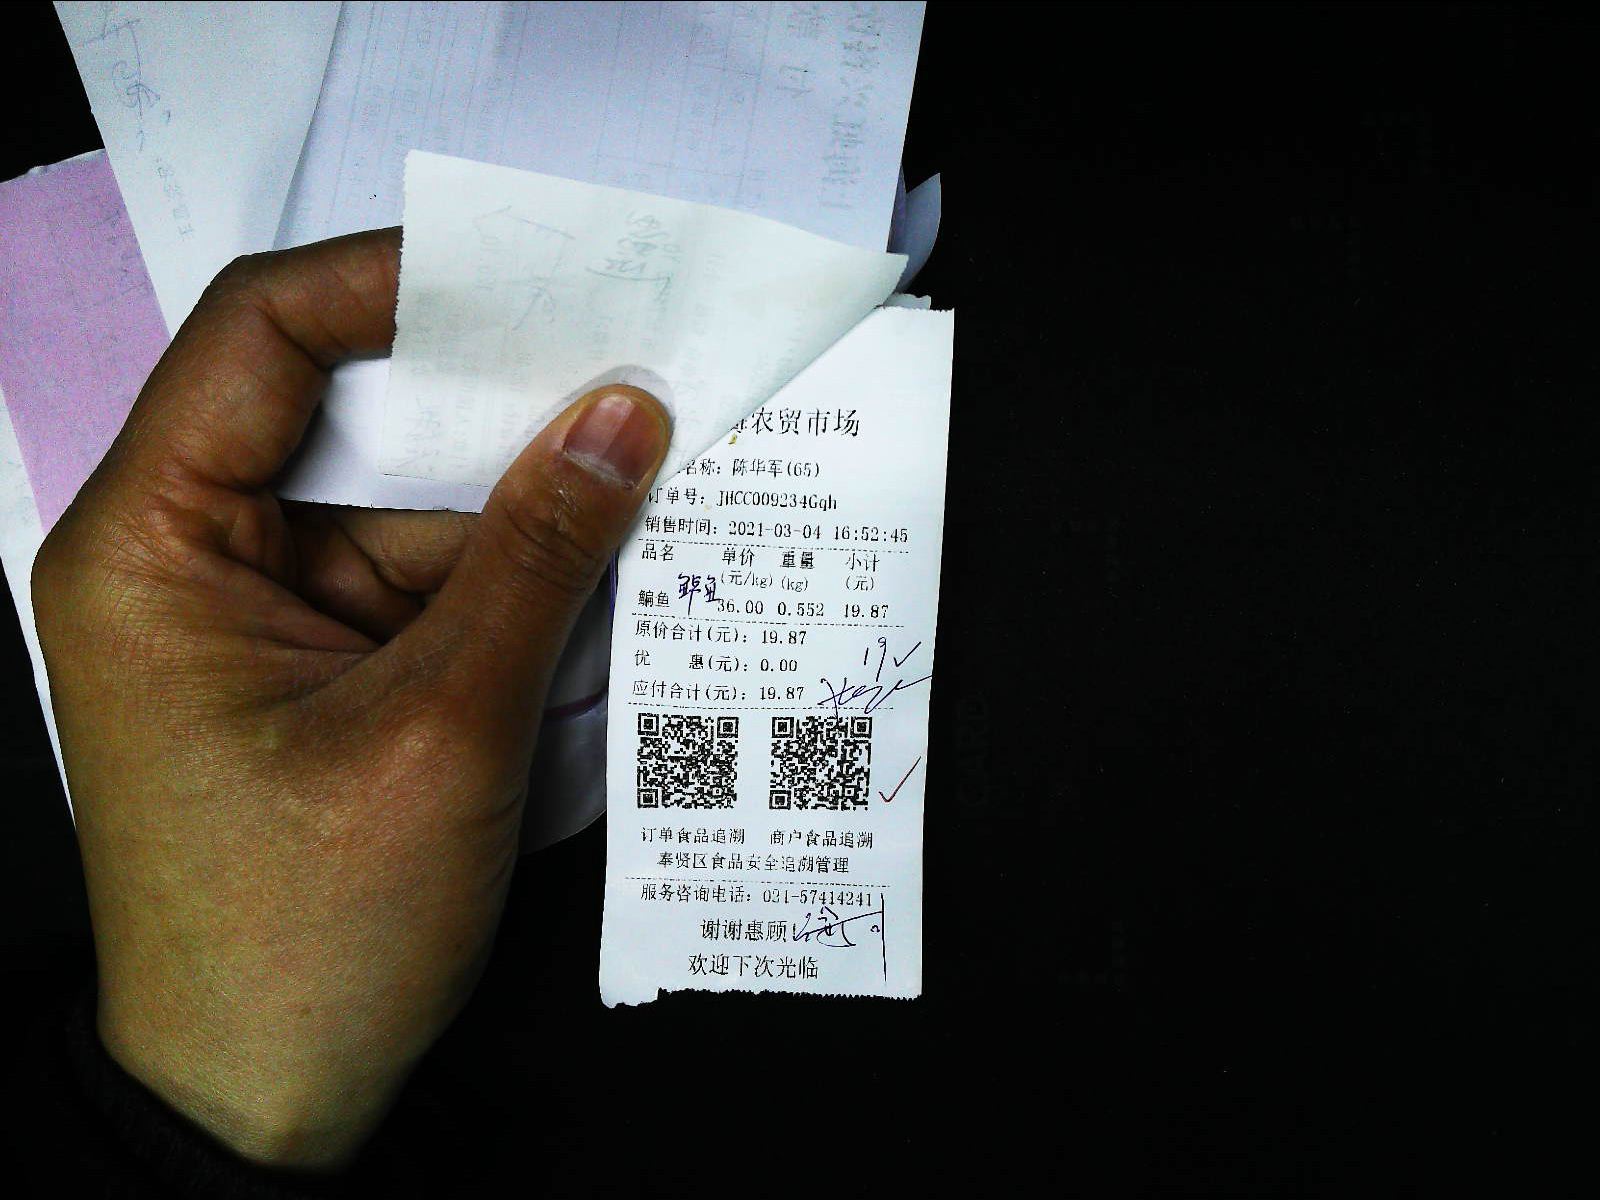 农贸市场
名称：陈华军(65)
订单号：JHCC009234Gqh
销售时间：2021-03-04 16:52:45
品名 单价 重量 小计
(元/kg) (kg) (元)
鳊鱼 36.00 0.552 19.87
原价合计(元)：19.87
优 惠(元)：0.00
19✓
应付合计(元)：19.87
✓
订单食品追溯 商户食品追溯
奉贤区食品安全追溯管理
服务咨询电话：021-57414241
谢谢惠顾！
欢迎下次光临